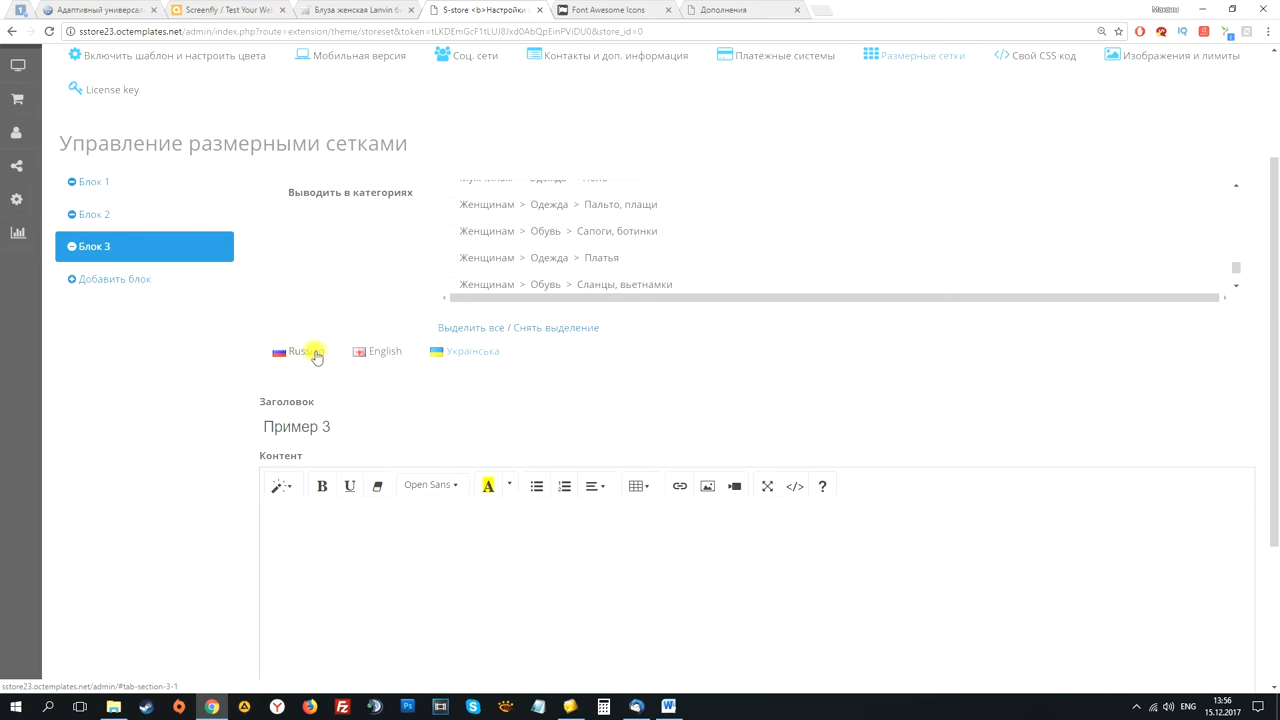 Адаптивный универсал
Screenfly / Test Your Web
Блуза женская Lanvin
S-store <b>Настройки
Font Awesome Icons
Дополнения
sstore23.octemplates.net/admin/index.php?route=extension/theme/storeset&token=tLKDEmGcF1tLUJ8Jxd0AbQpEinPViDU0&store_id=0
Включить шаблон и настроить цвета
Мобильная версия
Соц. сети
Контакты и доп. информация
Платежные системы
Размерные сетки
Свой CSS код
Изображения и лимиты
License key
Управление размерными сетками
Блок 1
Блок 2
Блок 3
Добавить блок
Выводить в категориях
Женщинам > Одежда > Пальто, плащи
Женщинам > Обувь > Сапоги, ботинки
Женщинам > Одежда > Платья
Женщинам > Обувь > Сланцы, вьетнамки
Выделить все / Снять выделение
Russian
English
Українська
Заголовок
Пример 3
Контент
Open Sans
sstore23.octemplates.net/admin/#tab-section-3-1
ENG
13:56
15.12.2017